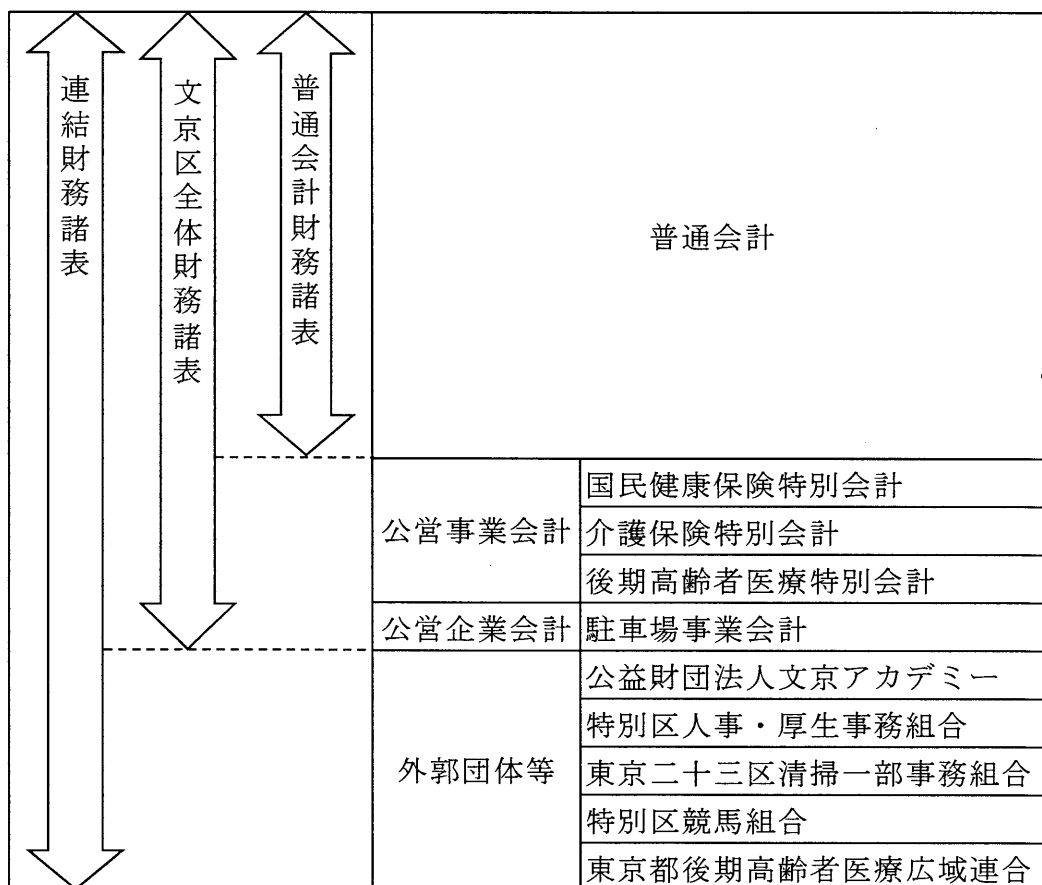 連結財務諸表
文京区全体財務諸表
普通会計財務諸表
普通会計
公営事業会計
国民健康保険特別会計
介護保険特別会計
後期高齢者医療特別会計
公営企業会計
駐車場事業会計
外郭団体等
公益財団法人文京アカデミー
特別区人事・厚生事務組合
東京二十三区清掃一部事務組合
特別区競馬組合
東京都後期高齢者医療広域連合